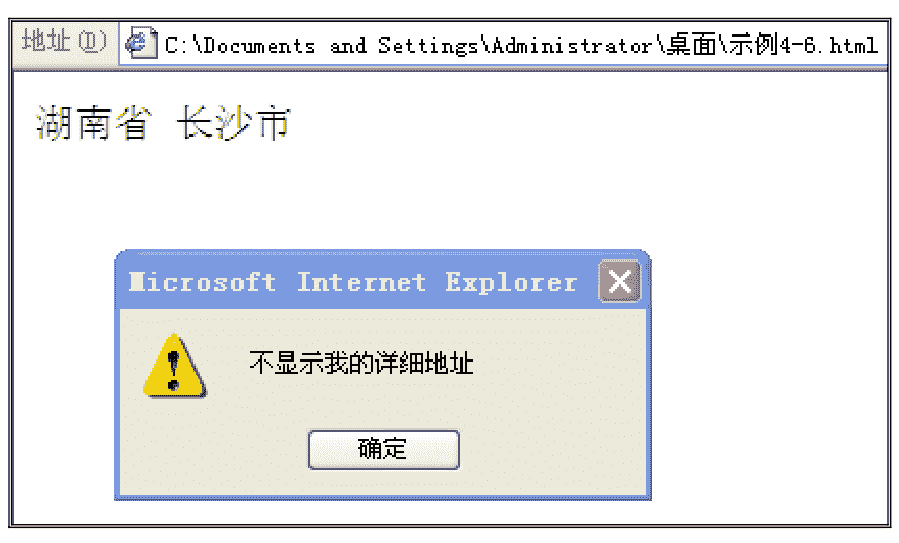 地址(D) C:\Documents and Settings\Administrator\桌面\示例4-6.html
湖南省 长沙市
Microsoft Internet Explorer
不显示我的详细地址
确定